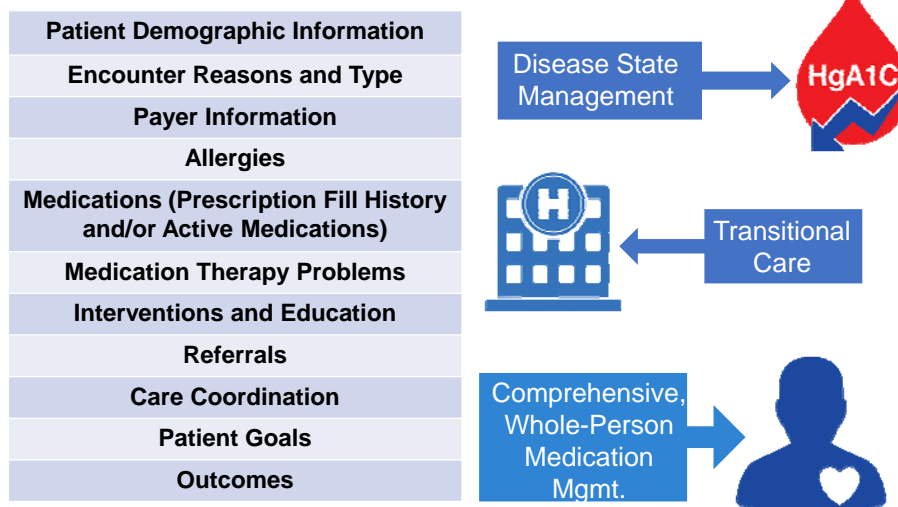 Patient Demographic Information
Encounter Reasons and Type
Payer Information
Allergies
Medications (Prescription Fill History
and/or Active Medications)
Medication Therapy Problems
Interventions and Education
Referrals
Care Coordination
Patient Goals
Outcomes
Disease State
Management
HgA1C
H
Transitional
Care
Comprehensive,
Whole-Person
Medication
Mgmt.